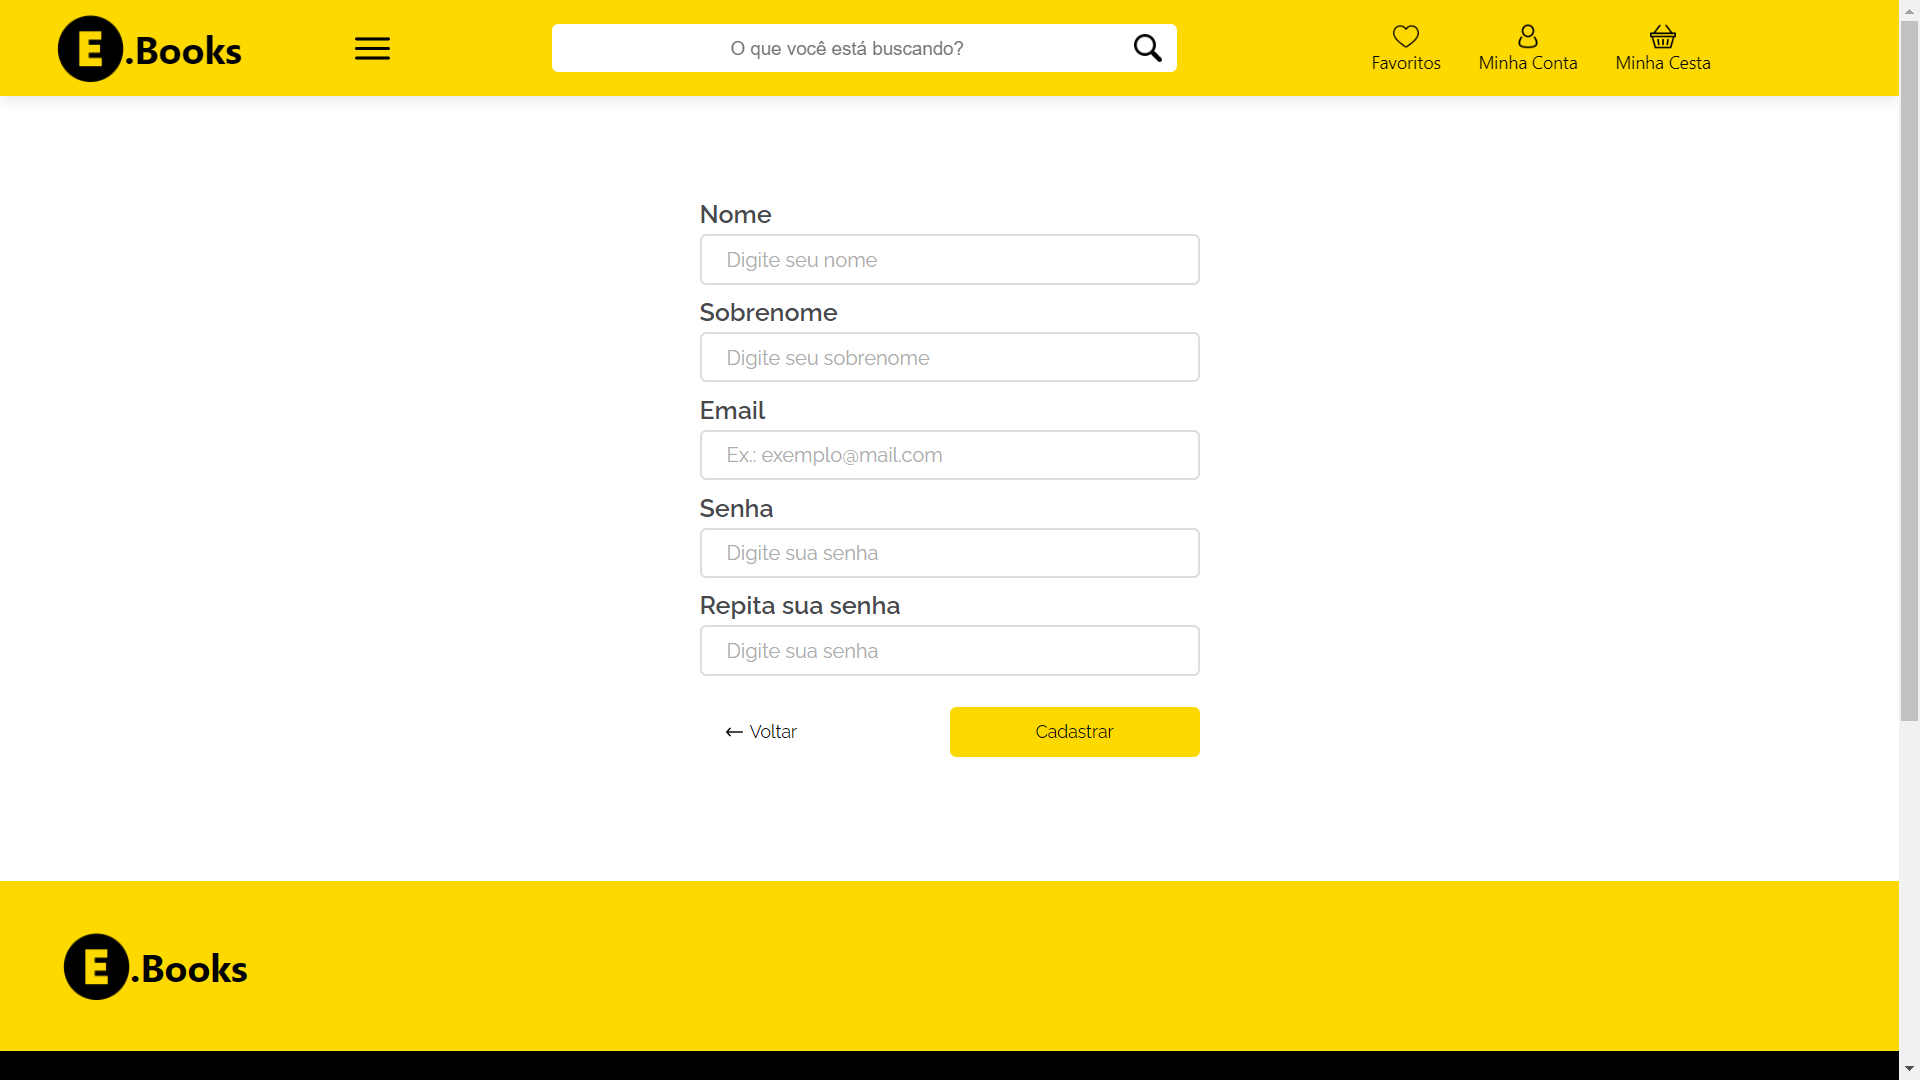 E.Books
O que você está buscando?
Favoritos
Minha Conta
Minha Cesta
Nome
Digite seu nome
Sobrenome
Digite seu sobrenome
Email
Ex.: exemplo@mail.com
Senha
Digite sua senha
Repita sua senha
Digite sua senha
← Voltar
Cadastrar
E.Books